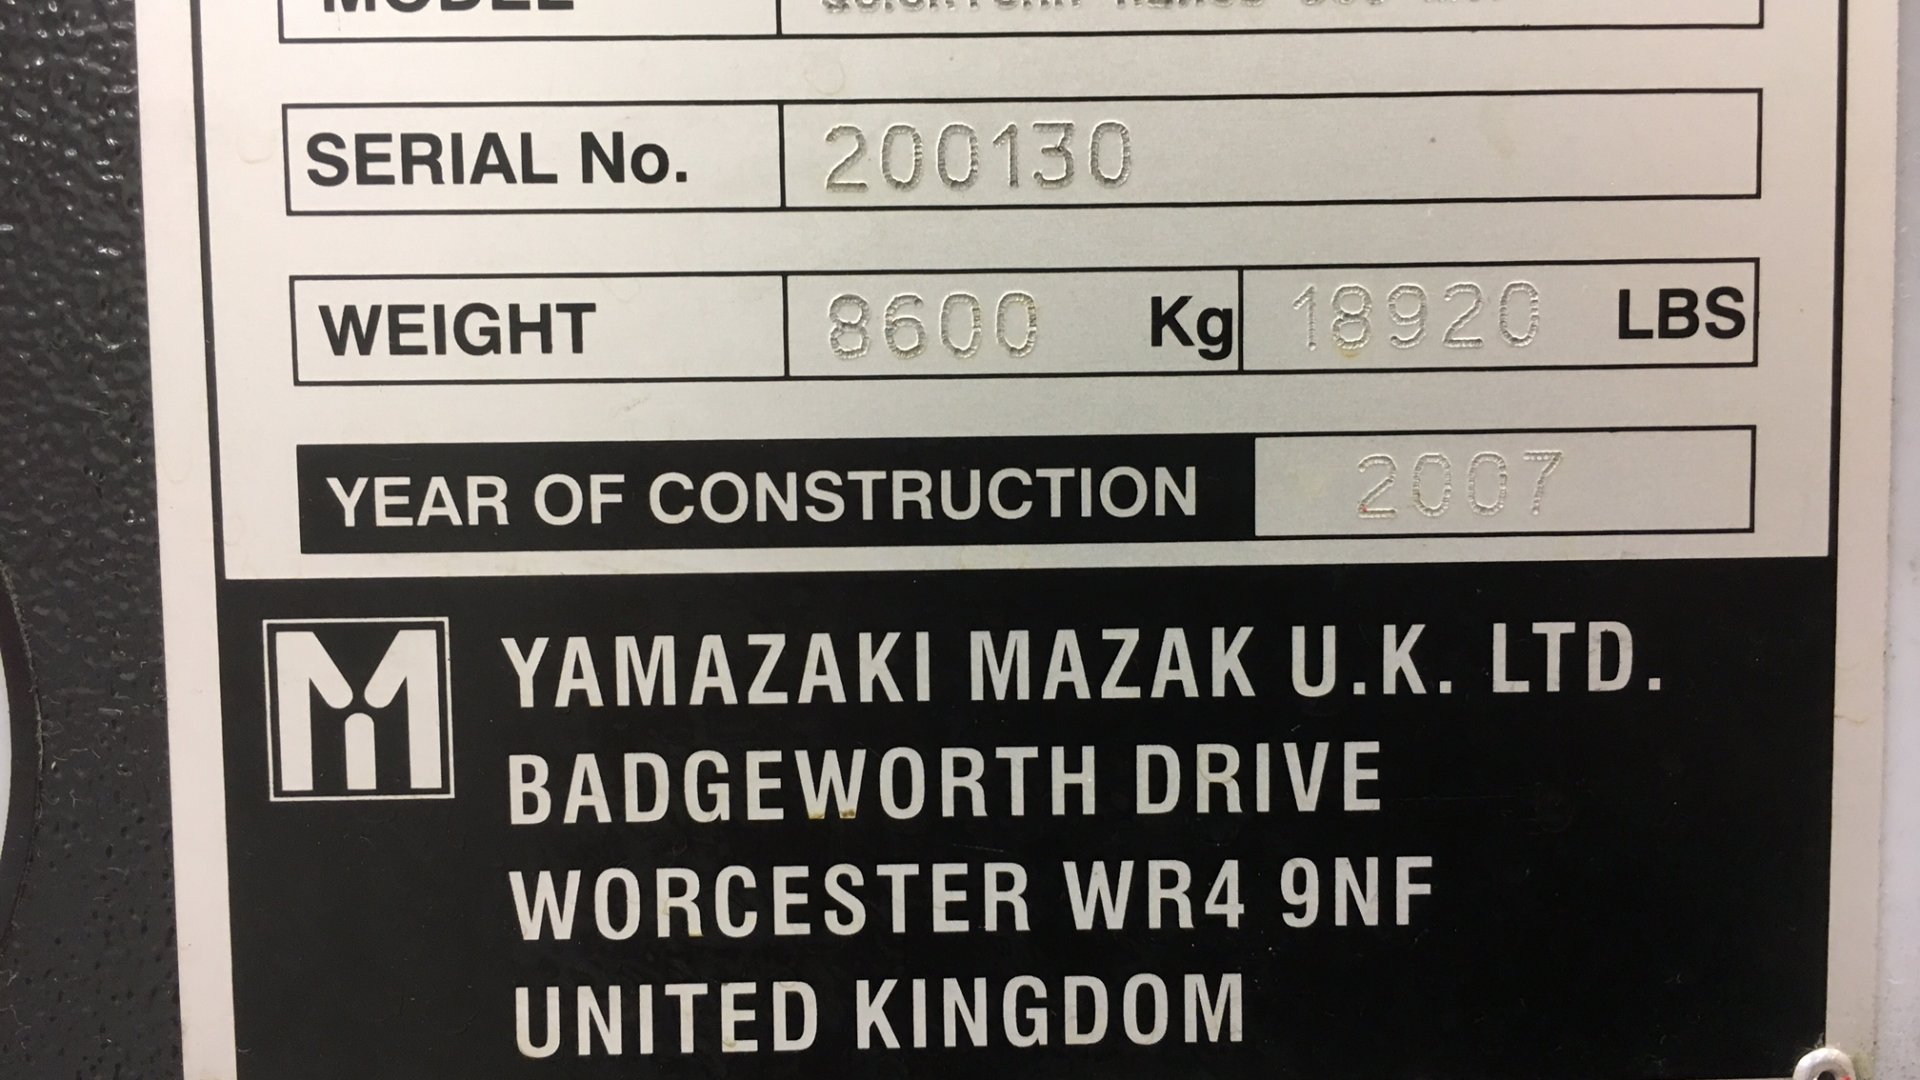 MODEL
SERIAL No. 200130
WEIGHT 8600 Kg 18920 LBS
YEAR OF CONSTRUCTION 2007
YAMAZAKI MAZAK U.K. LTD.
BADGEWORTH DRIVE
WORCESTER WR4 9NF
UNITED KINGDOM